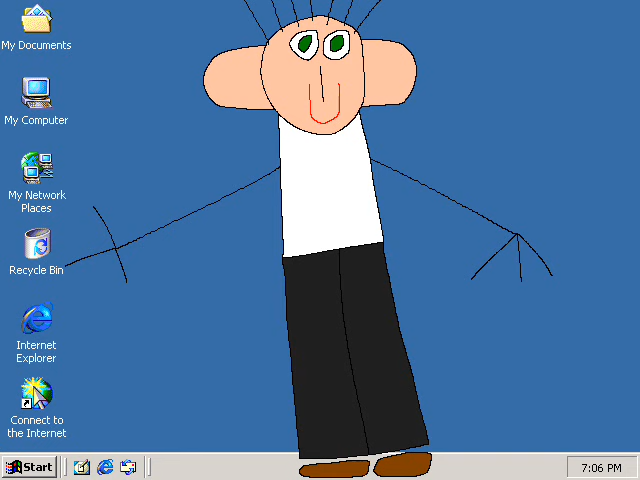 My Documents
My Computer
My Network
Places
Recycle Bin
Internet
Explorer
Connect to
the Internet
Start
7:06 PM